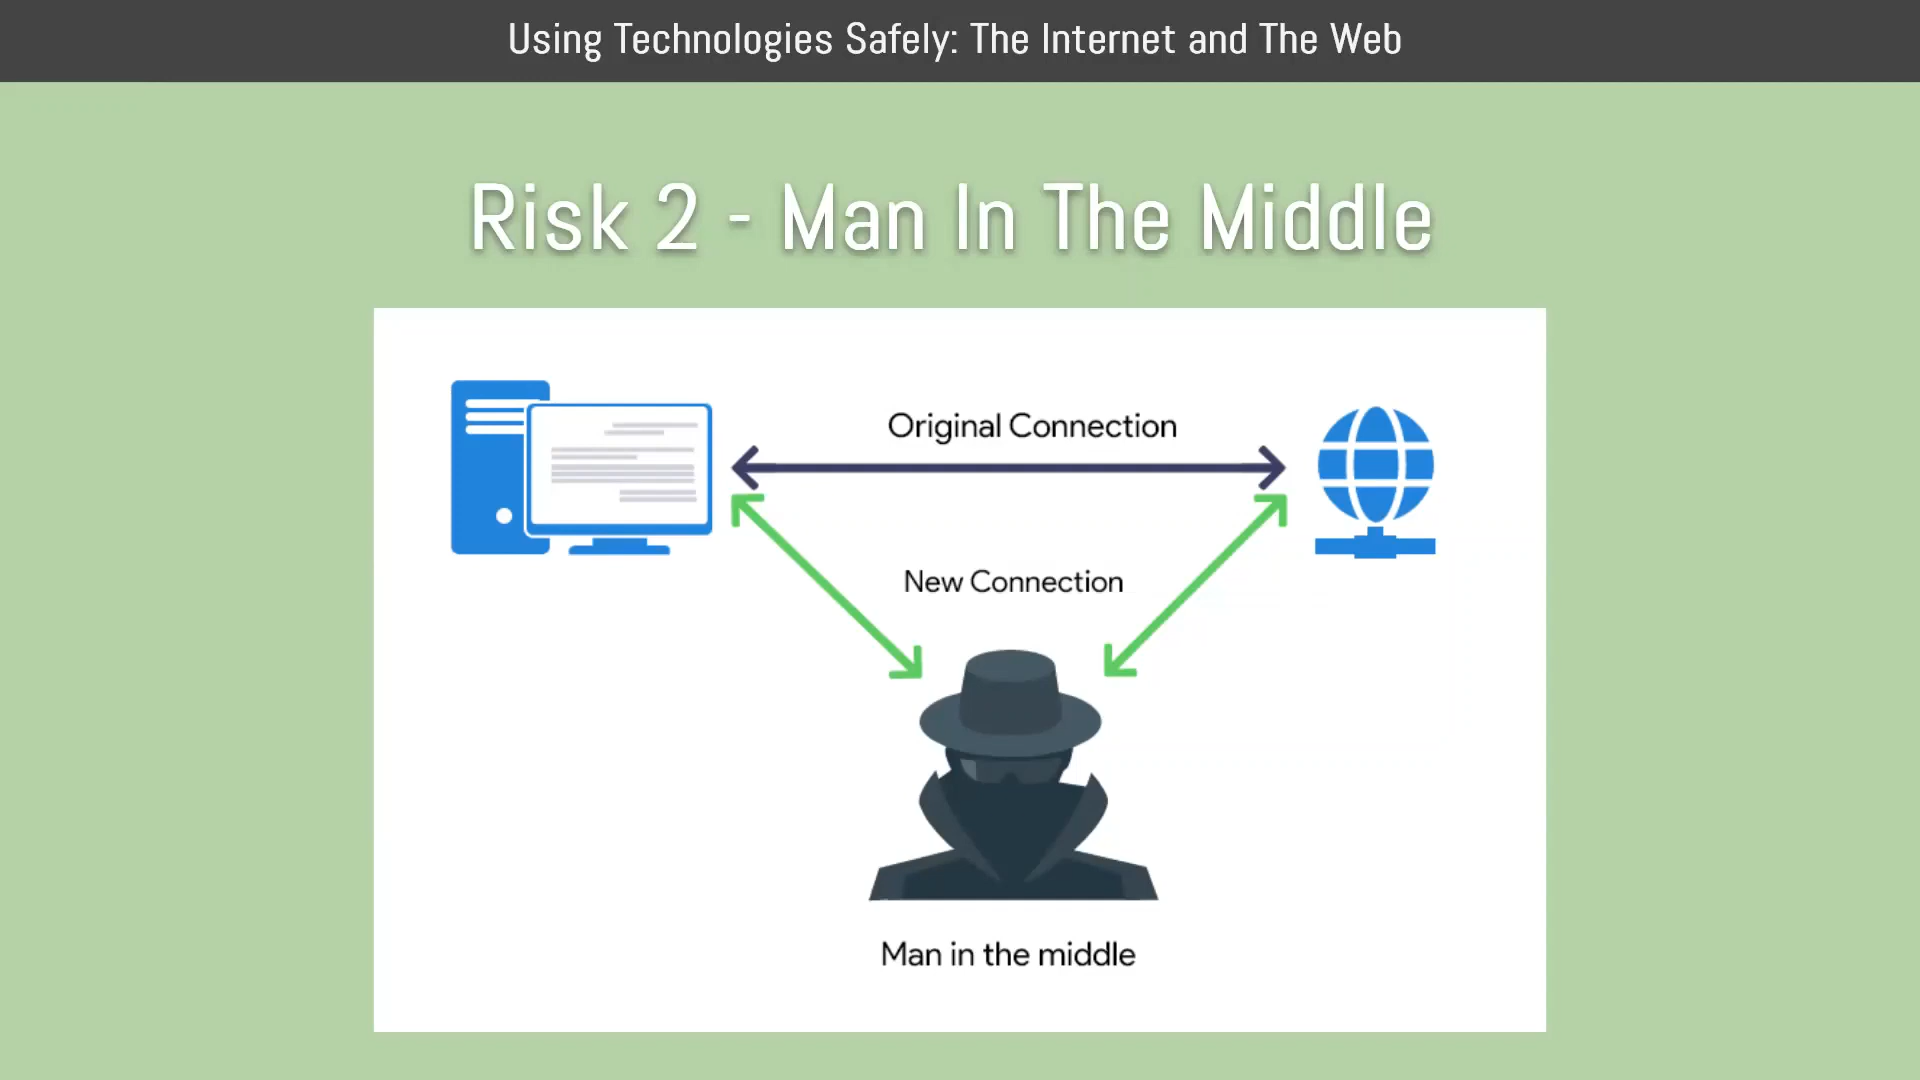 Using Technologies Safely: The Internet and The Web
Risk 2 - Man In The Middle
Original Connection
New Connection
Man in the middle